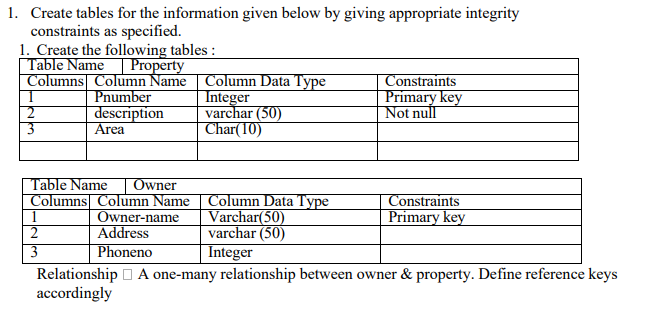 1. Create tables for the information given below by giving appropriate integrity
constraints as specified.
1. Create the following tables :
Table Name Property
Columns Column Name Column Data Type Constraints
1 Pnumber Integer Primary key
2 description varchar (50) Not null
3 Area Char(10)
Table Name Owner
Columns Column Name Column Data Type Constraints
1 Owner-name Varchar(50) Primary key
2 Address varchar (50)
3 Phoneno Integer
Relationship □ A one-many relationship between owner & property. Define reference keys
accordingly